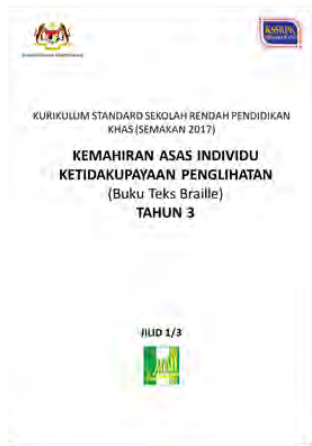 KURIKULUM STANDARD SEKOLAH RENDAH PENDIDIKAN
KHAS (SEMAKAN 2017)
KEMAHIRAN ASAS INDIVIDU
KETIDAKUPAYAAN PENGLIHATAN
(Buku Teks Braille)
TAHUN 3
JILID 1/3